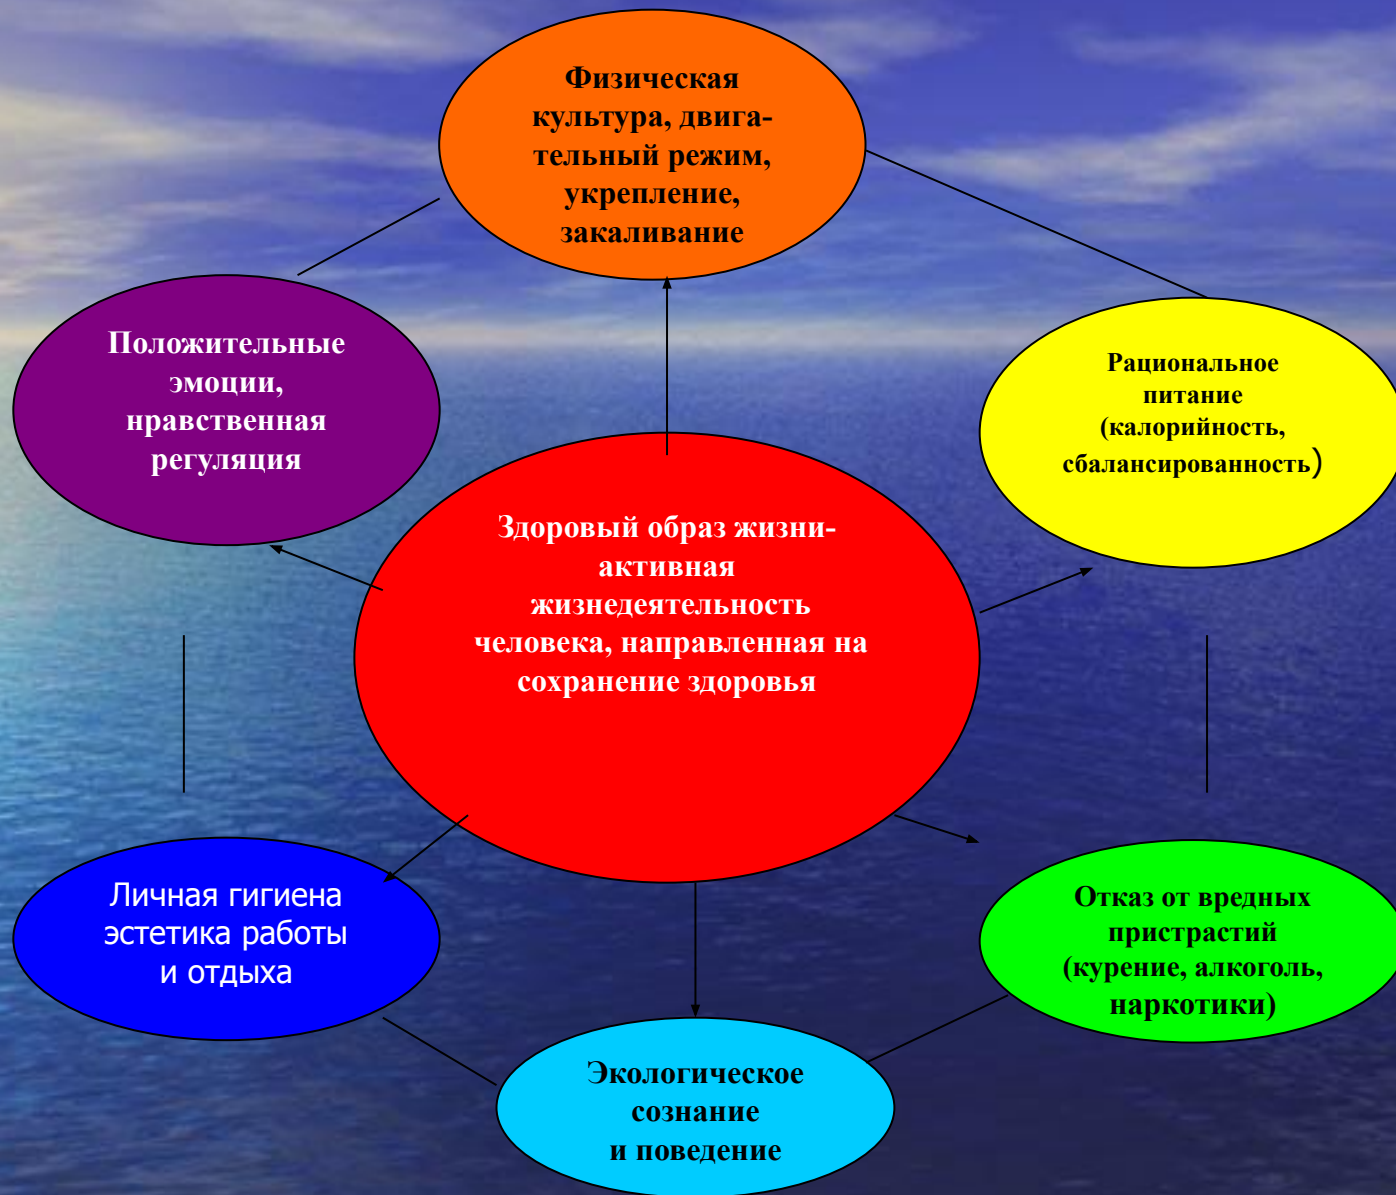 Физическая
культура, двига-
тельный режим,
укрепление,
закаливание
Положительные
эмоции,
нравственная
регуляция
Рациональное
питание
(калорийность,
сбалансированность)
Здоровый образ жизни-
активная
жизнедеятельность
человека, направленная на
сохранение здоровья
Личная гигиена
эстетика работы
и отдыха
Отказ от вредных
пристрастий
(курение, алкоголь,
наркотики)
Экологическое
сознание
и поведение